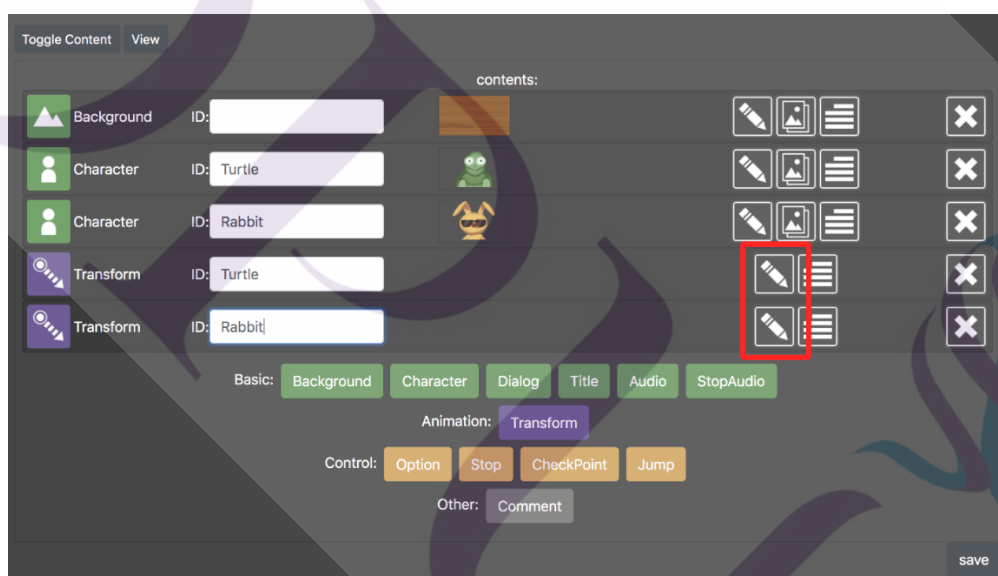 Toggle Content View
contents:
Background ID:
Character ID: Turtle
Character ID: Rabbit
Transform ID: Turtle
Transform ID: Rabbit
Basic: Background Character Dialog Title Audio StopAudio
Animation: Transform
Control: Option Stop CheckPoint Jump
Other: Comment
save